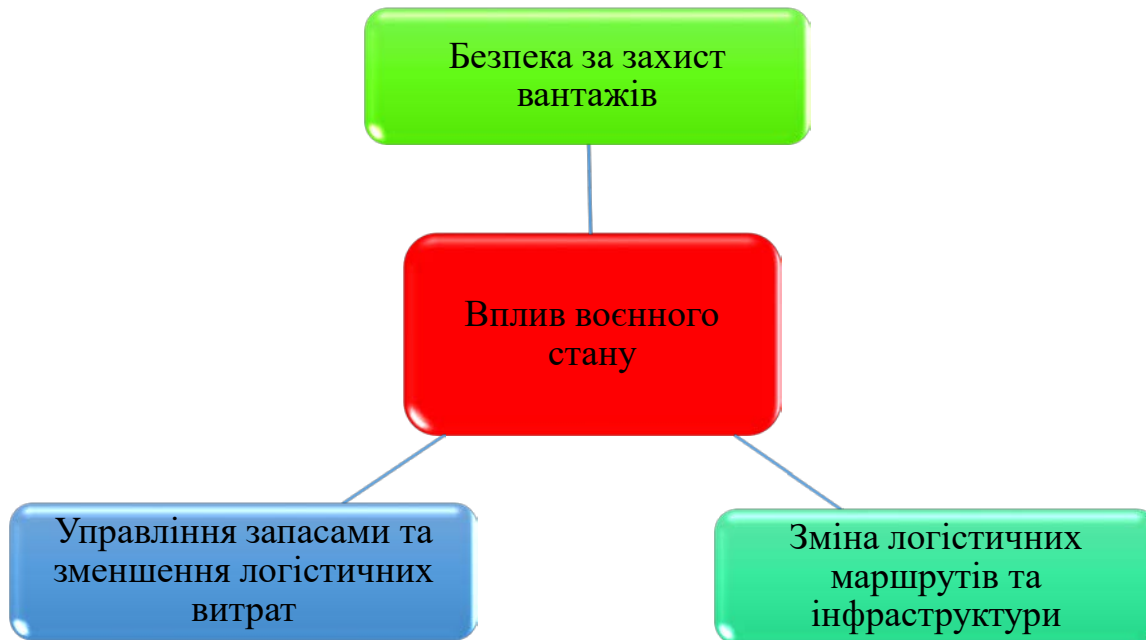 Безпека за захист
вантажів
Вплив воєнного
стану
Управління запасами та
зменшення логістичних
витрат
Зміна логістичних
маршрутів та
інфраструктури